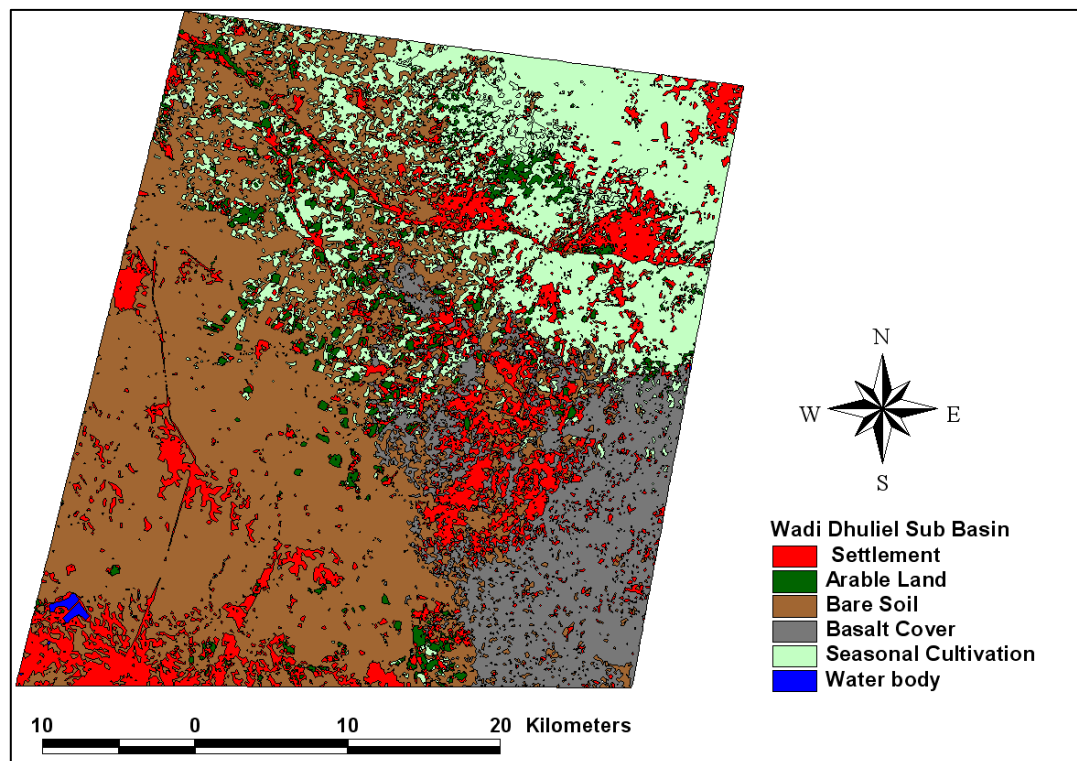 N
W E
S
Wadi Dhuliel Sub Basin
Settlement
Arable Land
Bare Soil
Basalt Cover
Seasonal Cultivation
Water body
10 0 10 20 Kilometers